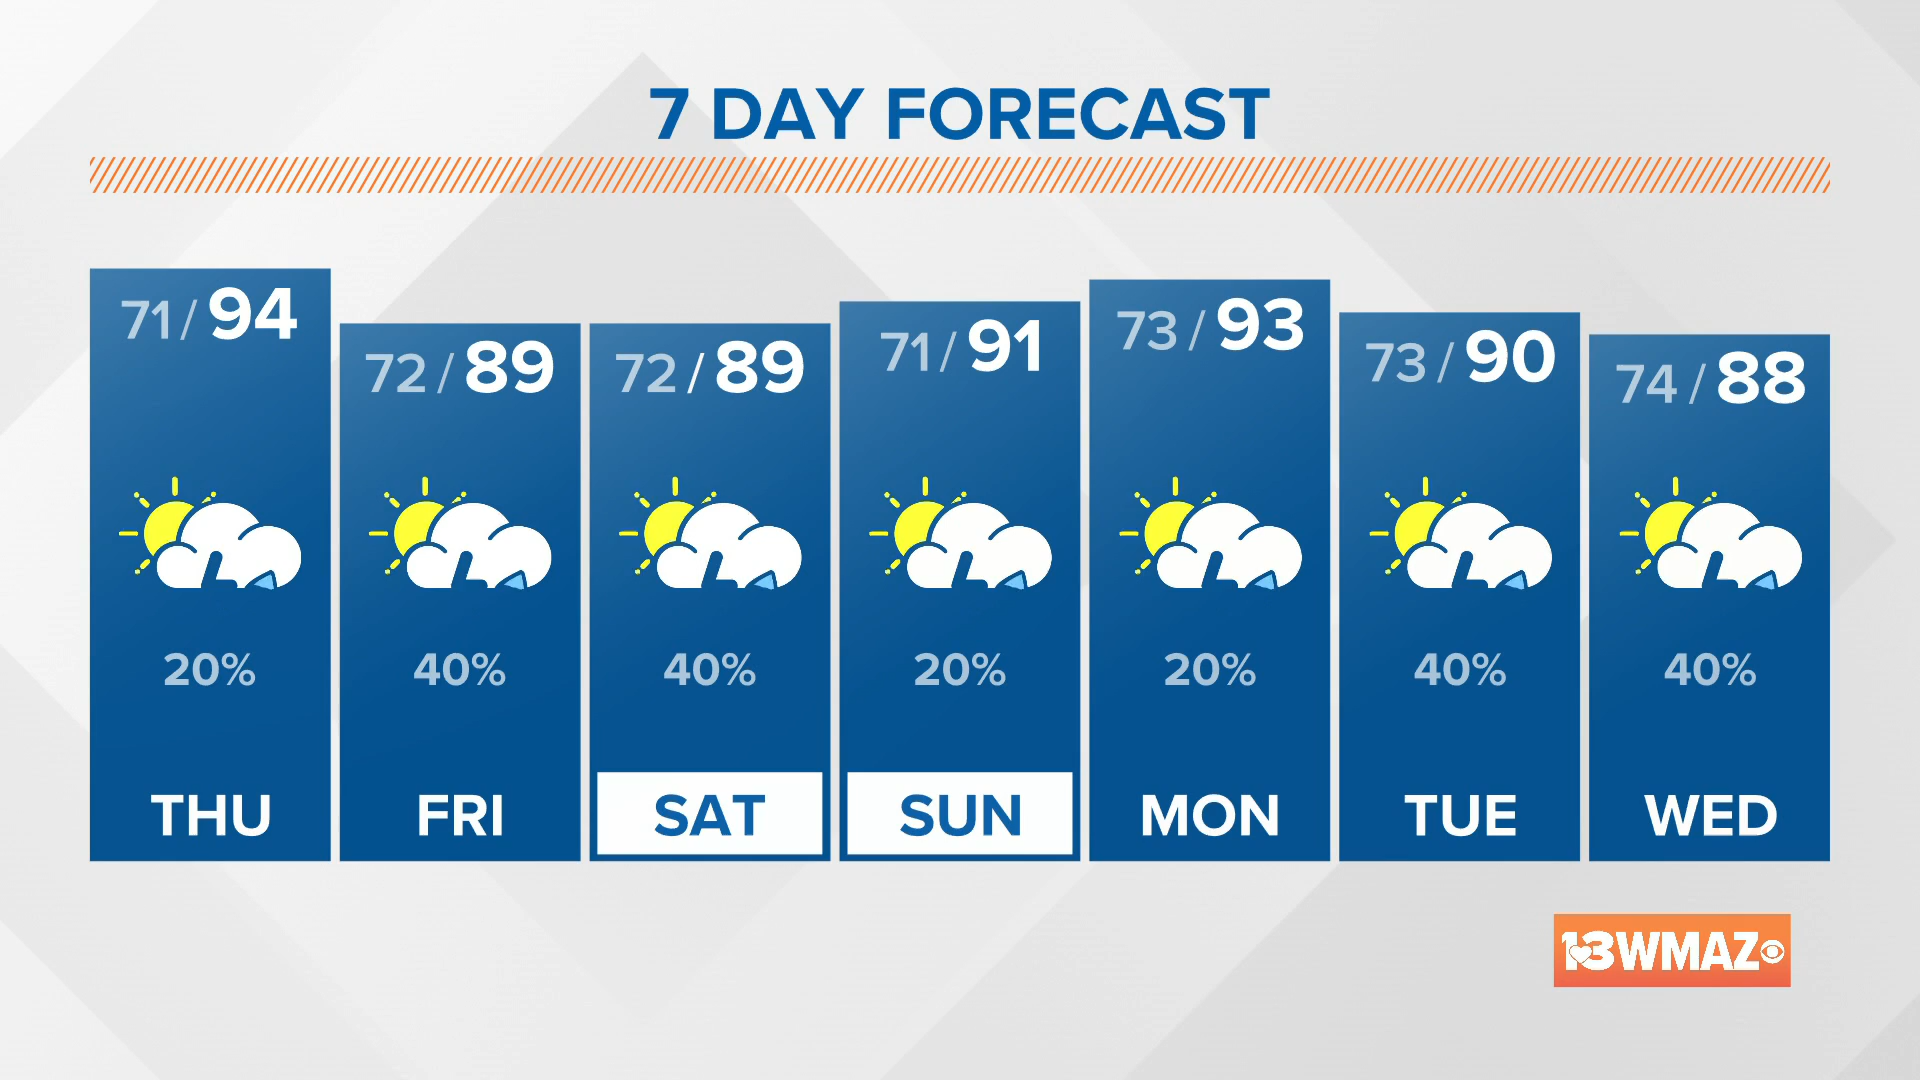 7 DAY FORECAST
71/94
72/89
72/89
71/91
73/93
73/90
74/88
20%
40%
40%
20%
20%
40%
40%
THU
FRI
SAT
SUN
MON
TUE
WED
13WMAZ